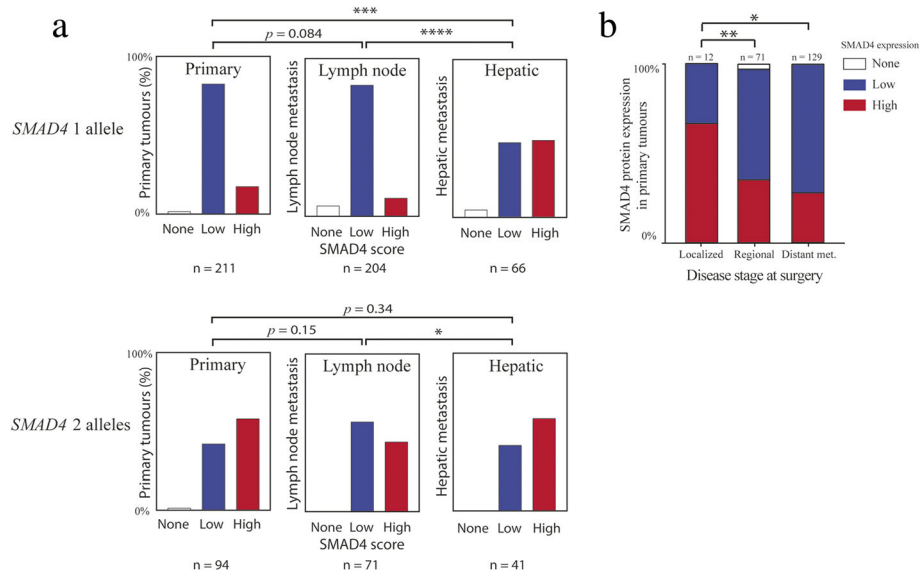 a
***
p = 0.084
****
SMAD4 1 allele
100%
0%
Primary tumours (%)
Primary
None Low High
n = 211
Lymph node metastasis
Lymph node
None Low High
SMAD4 score
n = 204
Hepatic metastasis
Hepatic
None Low High
n = 66
p = 0.34
p = 0.15
*
SMAD4 2 alleles
100%
0%
Primary tumours (%)
Primary
None Low High
n = 94
Lymph node metastasis
Lymph node
None Low High
SMAD4 score
n = 71
Hepatic metastasis
Hepatic
None Low High
n = 41
b
*
**
n = 12 n = 71 n = 129
100%
0%
SMAD4 protein expression
in primary tumours
Localized Regional Distant met.
Disease stage at surgery
SMAD4 expression
None
Low
High